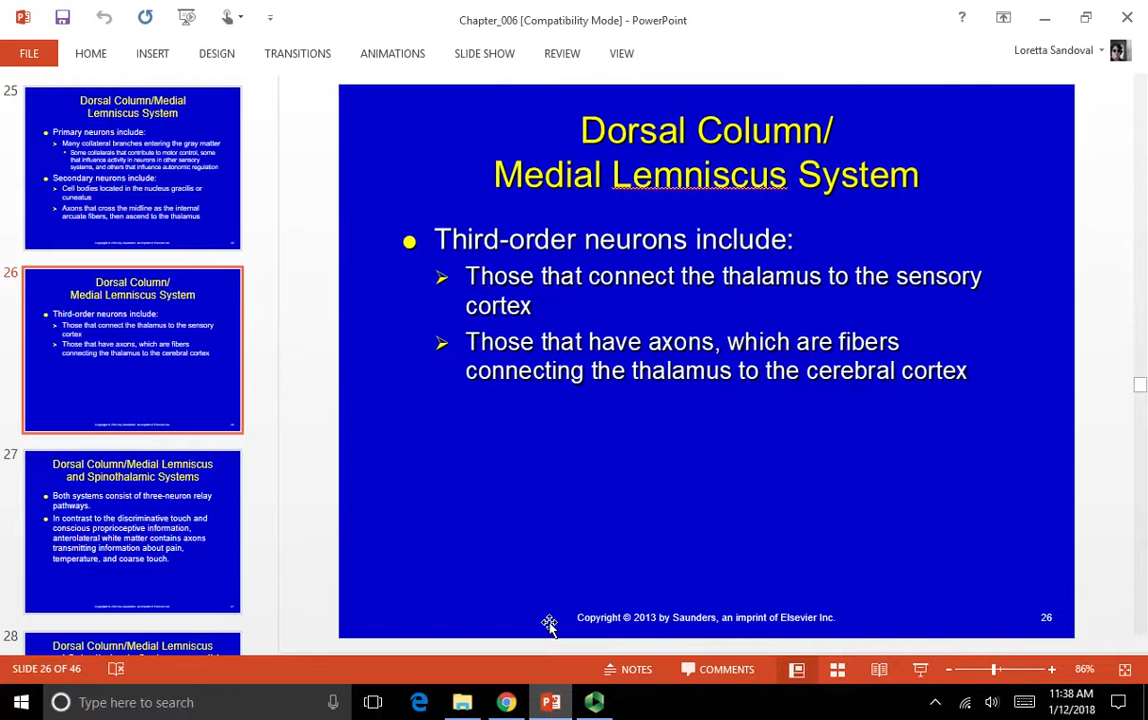 Chapter_006 [Compatibility Mode] - PowerPoint
?
FILE HOME INSERT DESIGN TRANSITIONS ANIMATIONS SLIDE SHOW REVIEW VIEW
Loretta Sandoval
25
Dorsal Column/Medial
Lemniscus System
Primary neurons include:
Many collateral branches entering the gray matter
Some collaterals that contribute to motor control, some
that influence activity in neurons in other sensory
systems, and others that influence autonomic regulation
Secondary neurons include:
Cell bodies located in the nucleus gracilis or
cuneatus
Axons that cross the midline as the internal
arcuate fibers, then ascend to the thalamus
26
Dorsal Column/
Medial Lemniscus System
Third-order neurons include:
Those that connect the thalamus to the sensory
cortex
Those that have axons, which are fibers
connecting the thalamus to the cerebral cortex
27
Dorsal Column/Medial Lemniscus
and Spinothalamic Systems
Both systems consist of three-neuron relay
pathways.
In contrast to the discriminative touch and
conscious proprioceptive information,
anterolateral white matter contains axons
transmitting information about pain,
temperature, and coarse touch.
28
Dorsal Column/Medial Lemniscus
Dorsal Column/
Medial Lemniscus System
Third-order neurons include:
Those that connect the thalamus to the sensory
cortex
Those that have axons, which are fibers
connecting the thalamus to the cerebral cortex
Copyright © 2013 by Saunders, an imprint of Elsevier Inc.
26
SLIDE 26 OF 46
NOTES
COMMENTS
86%
Type here to search
11:38 AM
1/12/2018